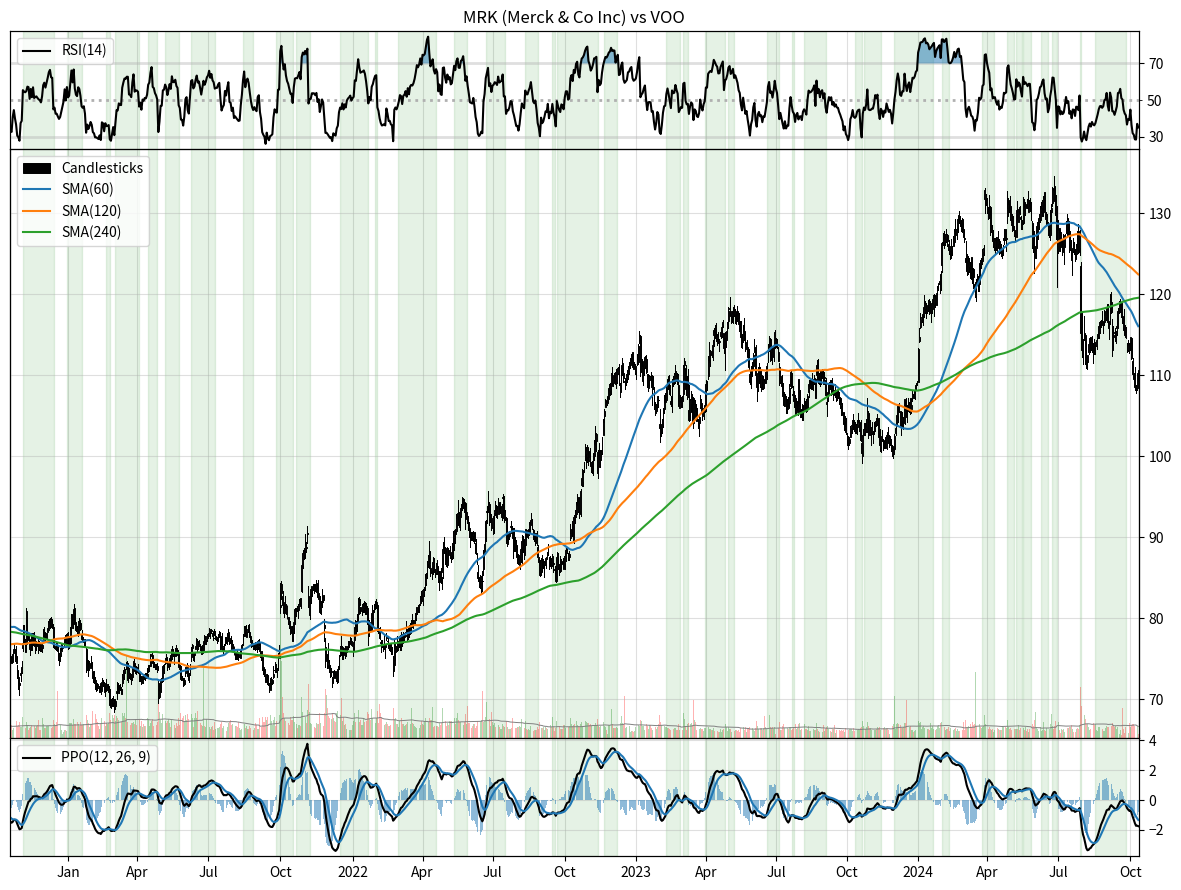 MRK (Merck & Co Inc) vs VOO
RSI(14)
70
50
30
Candlesticks
SMA(60)
SMA(120)
SMA(240)
130
120
110
100
90
80
70
PPO(12, 26, 9)
4
2
0
−2
Jan Apr Jul Oct 2022 Apr Jul Oct 2023 Apr Jul Oct 2024 Apr Jul Oct